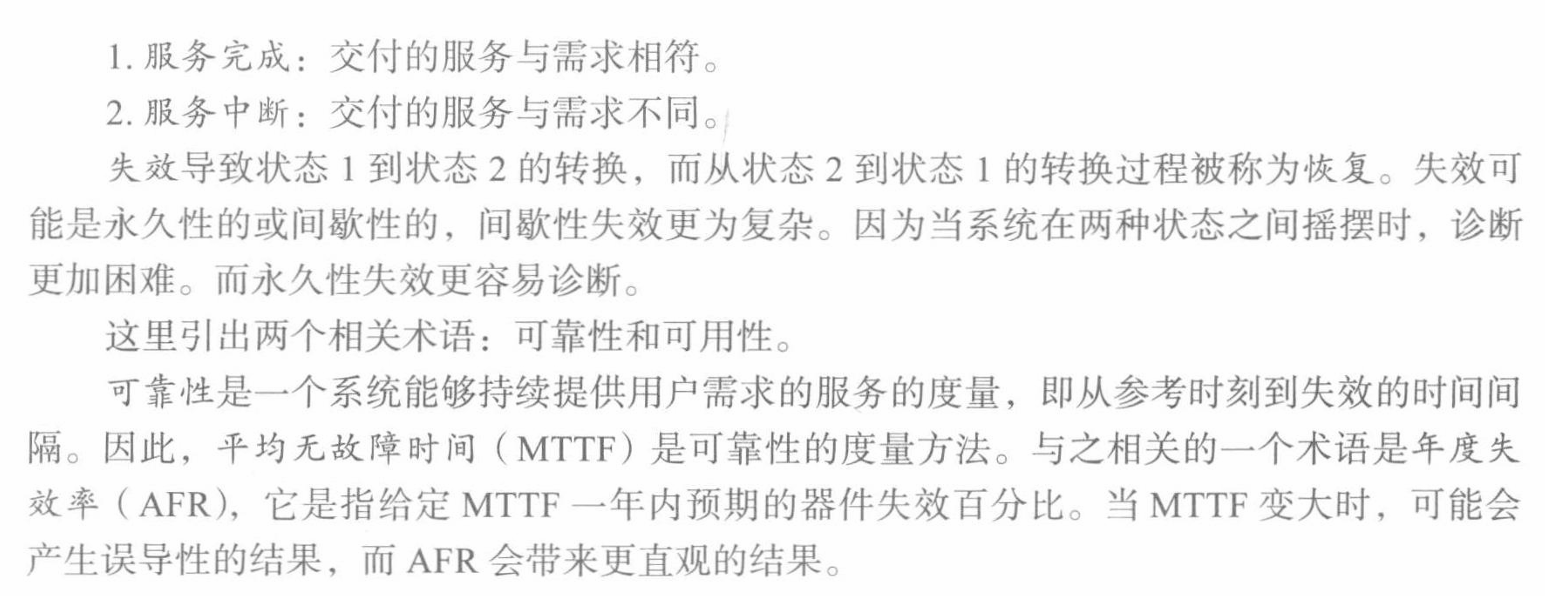 1. 服务完成：交付的服务与需求相符。
2. 服务中断：交付的服务与需求不同。
失效导致状态 1 到状态 2 的转换，而从状态 2 到状态 1 的转换过程被称为恢复。失效可
能是永久性的或间歇性的，间歇性失效更为复杂。因为当系统在两种状态之间摇摆时，诊断
更加困难。而永久性失效更容易诊断。
这里引出两个相关术语：可靠性和可用性。
可靠性是一个系统能够持续提供用户需求的服务的度量，即从参考时刻到失效的时间间
隔。因此，平均无故障时间（MTTF）是可靠性的度量方法。与之相关的一个术语是年度失
效率（AFR），它是指给定 MTTF 一年内预期的器件失效百分比。当 MTTF 变大时，可能会
产生误导性的结果，而 AFR 会带来更直观的结果。